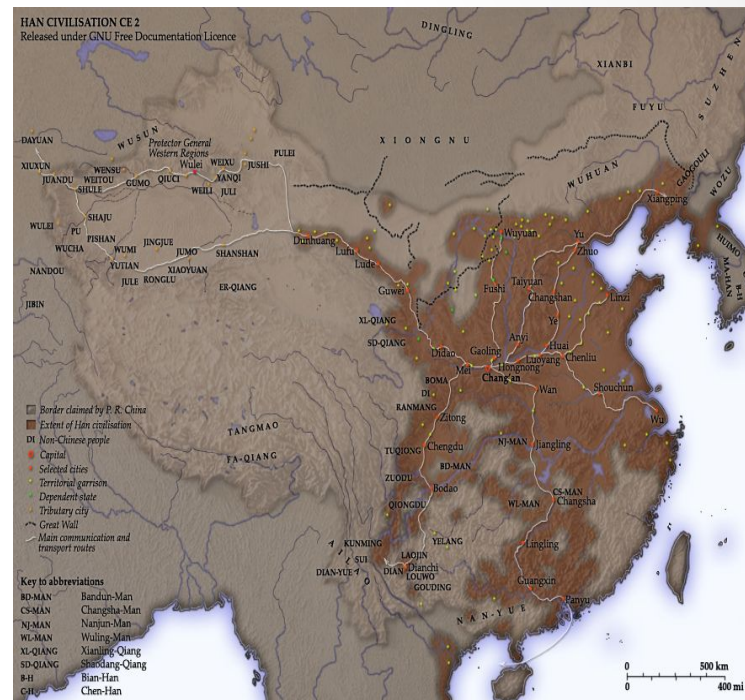 HAN CIVILISATION CE 2
Released under GNU Free Documentation Licence
DINGLING
XIANBI
SUZHEN
FUYU
XIONGNU
WUSUN
DAYUAN
Protector General
Western Regions
Wulei
PULEI
WEIXU
JUSHI
XIUXUN
WENSU
WEITOU
QIUCI
YANQI
JUANDU
SHULE
GUMO
WEILI
JULI
WUHUAN
GAOGOULI
WOZU
Xiangping
SHAJU
WULEI
PU
PISHAN
WUCHA
WUMI
JINGJUE
JUMO
SHANSHAN
YUTIAN
XIAOYUAN
JULE
RONGLU
NANDOU
ER-QIANG
JIBIN
Dunhuang
Lufu
Lude
Guwei
Wuyuan
Yu
Zhuo
HUIMO
MA-HAN
B-H
Fushi
Taiyuan
Changshan
Linzi
XL-QIANG
SD-QIANG
Ye
Anyi
Huai
Didao
Gaoling
Luoyang
Chenliu
Hongnong
Mei
Chang'an
BOMA
DI
Wan
Shouchun
RANMANG
Wu
Zitong
TANGMAO
FA-QIANG
TUQIONG
Chengdu
NJ-MAN
Jiangling
BD-MAN
ZUODU
Bodao
CS-MAN
WL-MAN
Changsha
QIONGDU
KUNMING
YELANG
Lingling
SUI
LAOJIN
AILAO
DIAN
Dianchi
DIAN-YUE
LOUWO
GOUDING
Guangxin
Panyu
NAN-YUE
Border claimed by P. R. China
Extent of Han civilisation
DI Non-Chinese people
Capital
Selected cities
Territorial garrison
Dependent state
Tributary city
Great Wall
Main communication and
transport routes
Key to abbreviations
BD-MAN Bandun-Man
CS-MAN Changsha-Man
NJ-MAN Nanjun-Man
WL-MAN Wuling-Man
XL-QIANG Xianling-Qiang
SD-QIANG Shaodang-Qiang
B-H Bian-Han
C-H Chen-Han
0 500 km
0 400 mi